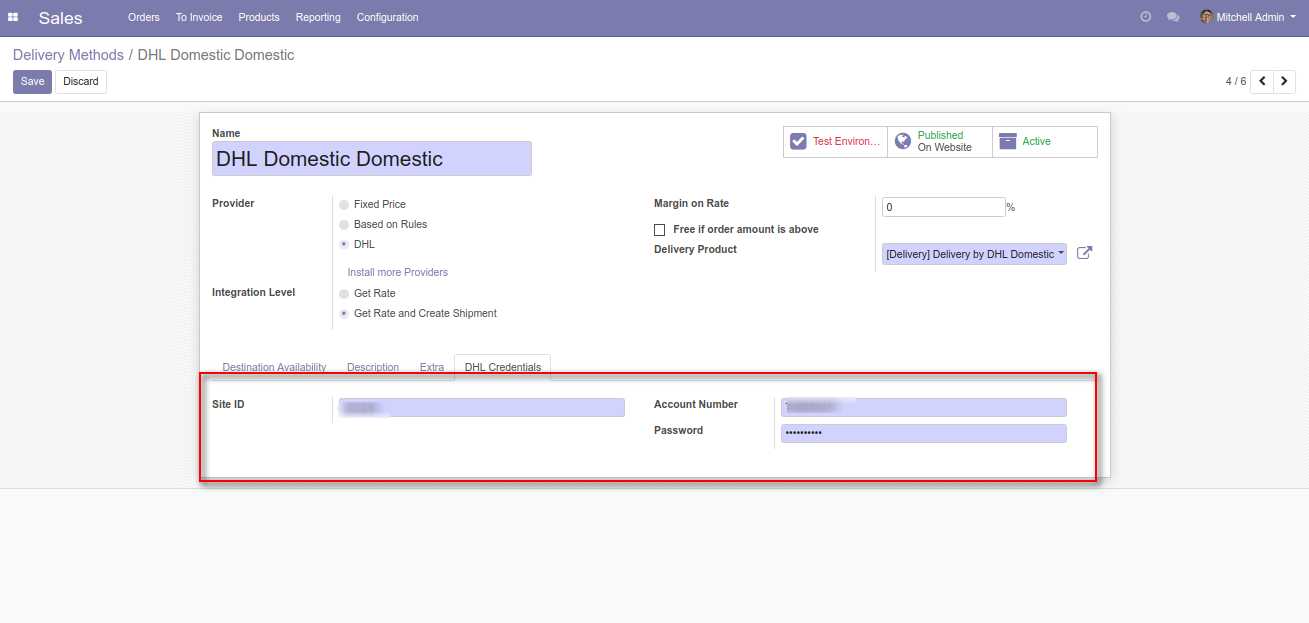 Sales Orders To Invoice Products Reporting Configuration Mitchell Admin
Delivery Methods / DHL Domestic Domestic
Save Discard 4 / 6
Name
DHL Domestic Domestic
Test Environ...
Published
On Website
Active
Provider
Fixed Price
Based on Rules
DHL
Install more Providers
Integration Level
Get Rate
Get Rate and Create Shipment
Margin on Rate
0 %
Free if order amount is above
Delivery Product
[Delivery] Delivery by DHL Domestic
Destination Availability Description Extra DHL Credentials
Site ID
Account Number
Password
••••••••••